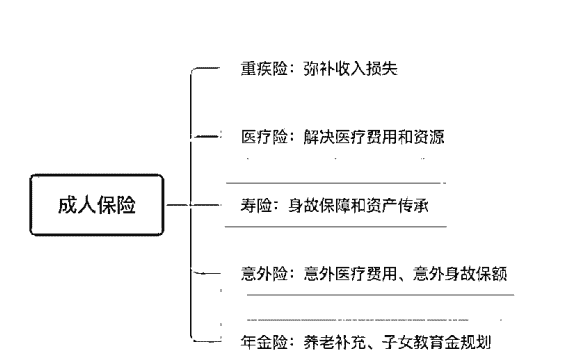 成人保险
重疾险：弥补收入损失
医疗险：解决医疗费用和资源
寿险：身故保障和资产传承
意外险：意外医疗费用、意外身故保额
年金险：养老补充、子女教育金规划